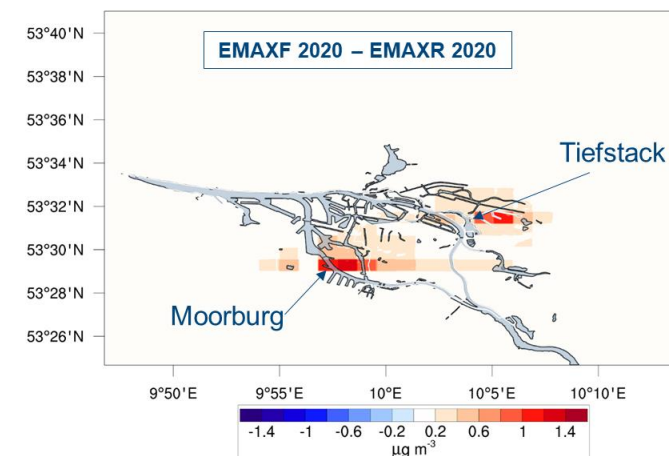 EMAXF 2020 – EMAXR 2020
53°40'N
53°38'N
53°36'N
53°34'N
53°32'N
53°30'N
53°28'N
53°26'N
Tiefstack
Moorburg
9°50'E 9°55'E 10°E 10°5'E 10°10'E
-1.4 -1 -0.6 -0.2 0.2 0.6 1 1.4
µg m⁻³